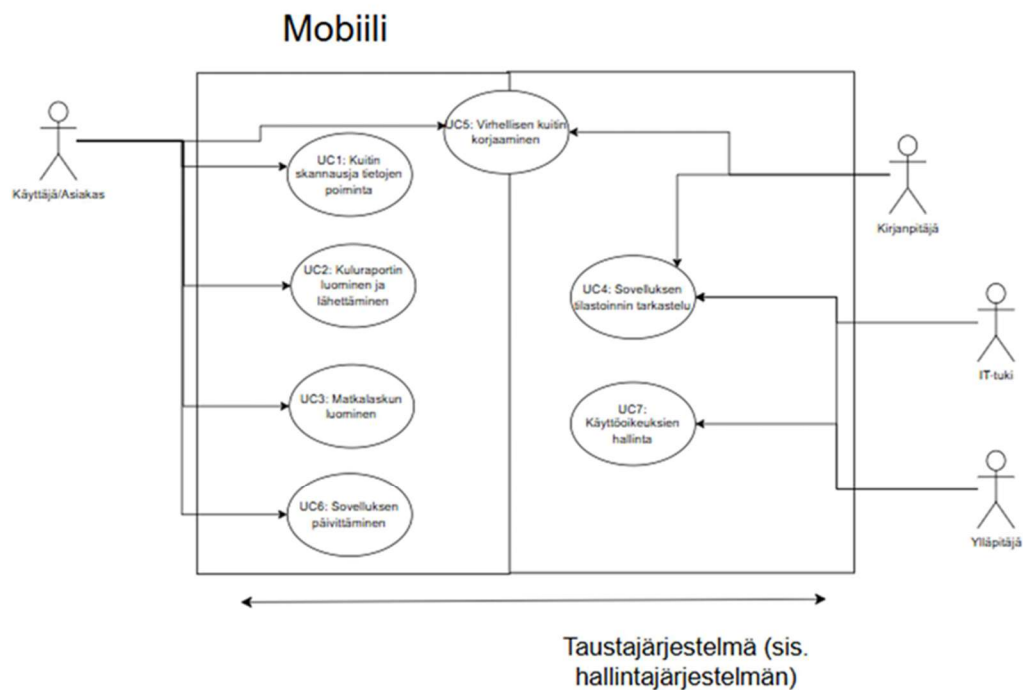 Mobiili
UC5: Virhellisen kuitin
korjaaminen
UC1: Kuitin
skannausja tietojen
poiminta
Käyttäjä/Asiakas
Kirjanpitäjä
UC2: Kuluraportin
luominen ja
lähettäminen
UC4: Sovelluksen
tilastoinnin tarkastelu
IT-tuki
UC3: Matkalaskun
luominen
UC7:
Käyttöoikeuksien
hallinta
UC6: Sovelluksen
päivittäminen
Ylläpitäjä
Taustajärjestelmä (sis.
hallintajärjestelmän)